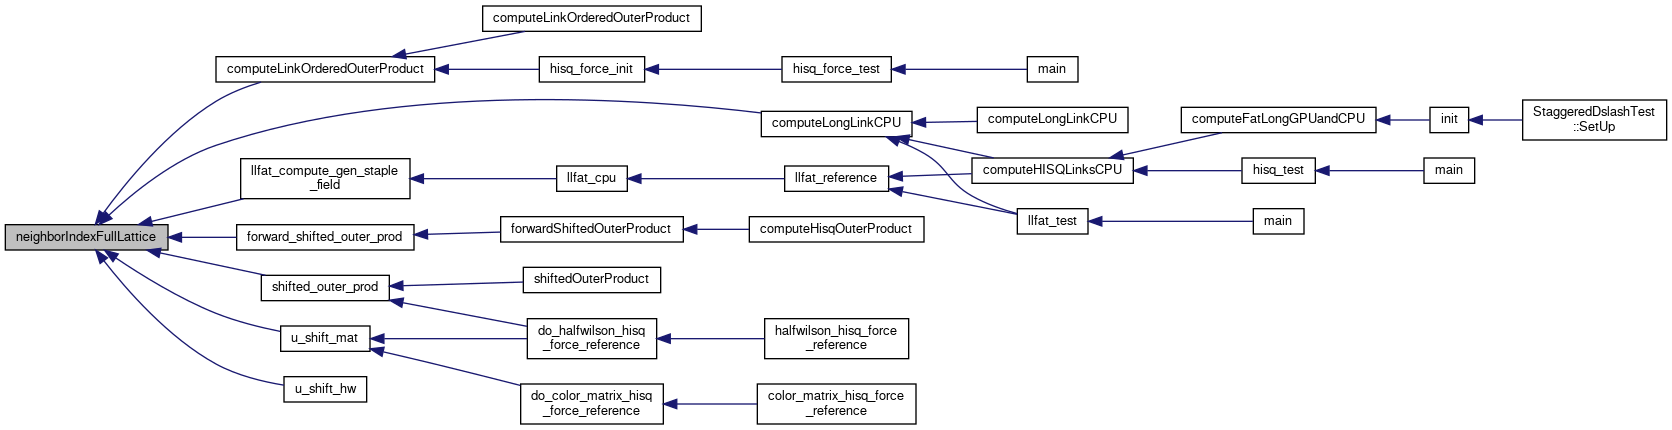 computeLinkOrderedOuterProduct
computeLinkOrderedOuterProduct
hisq_force_init
hisq_force_test
main
computeLongLinkCPU
computeLongLinkCPU
computeFatLongGPUandCPU
init
StaggeredDslashTest
::SetUp
llfat_compute_gen_staple
_field
llfat_cpu
llfat_reference
computeHISQLinksCPU
hisq_test
main
llfat_test
main
neighborIndexFullLattice
forward_shifted_outer_prod
forwardShiftedOuterProduct
computeHisqOuterProduct
shifted_outer_prod
shiftedOuterProduct
u_shift_mat
do_halfwilson_hisq
_force_reference
halfwilson_hisq_force
_reference
u_shift_hw
do_color_matrix_hisq
_force_reference
color_matrix_hisq_force
_reference